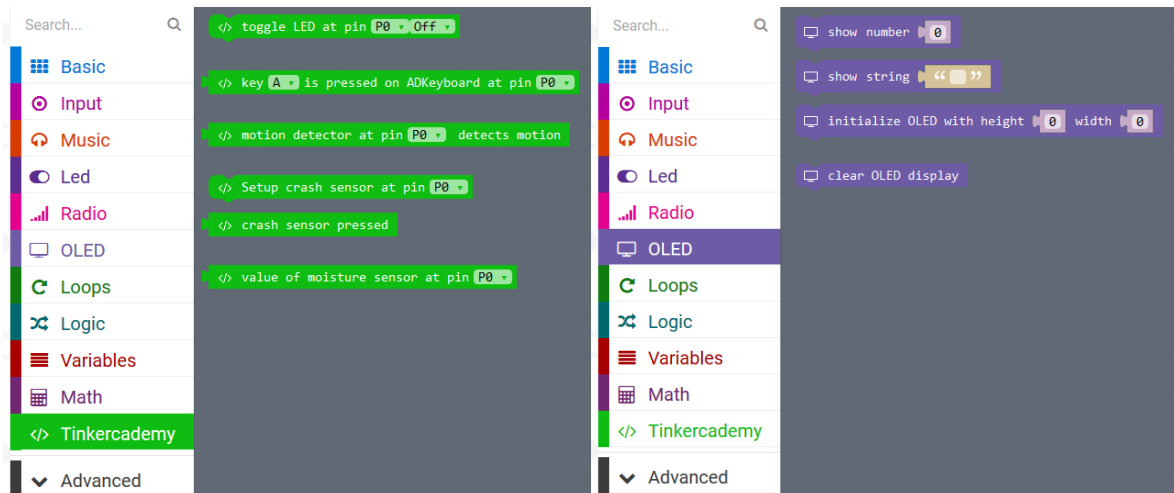 Search...
Basic
Input
Music
Led
Radio
OLED
Loops
Logic
Variables
Math
Tinkercademy
Advanced
toggle LED at pin P0 Off
key A is pressed on ADKeyboard at pin P0
motion detector at pin P0 detects motion
Setup crash sensor at pin P0
crash sensor pressed
value of moisture sensor at pin P0
Search...
Basic
Input
Music
Led
Radio
OLED
Loops
Logic
Variables
Math
Tinkercademy
Advanced
show number 0
show string “ ”
initialize OLED with height 0 width 0
clear OLED display